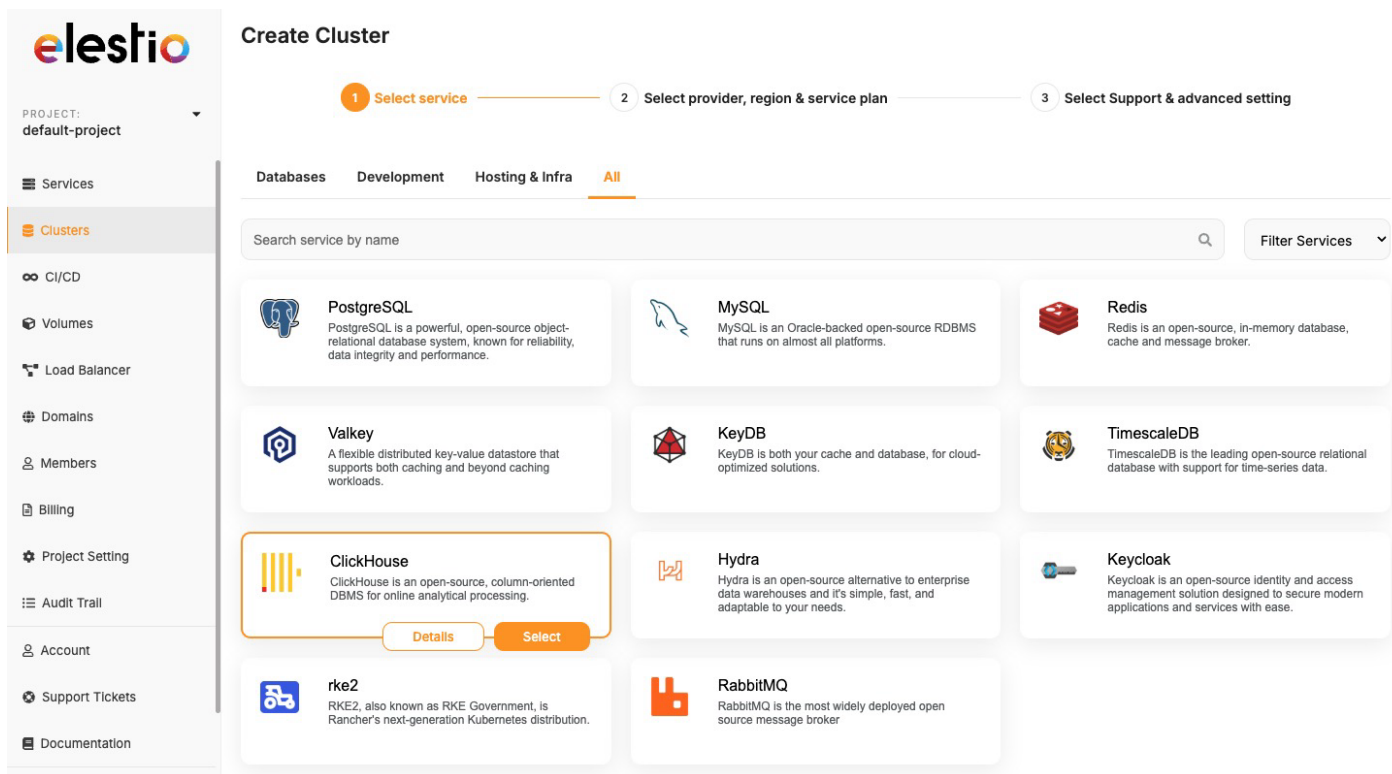 elestio
PROJECT:
default-project
Services
Clusters
CI/CD
Volumes
Load Balancer
Domains
Members
Billing
Project Setting
Audit Trail
Account
Support Tickets
Documentation
Create Cluster
1 Select service
2 Select provider, region & service plan
3 Select Support & advanced setting
Databases Development Hosting & Infra All
Search service by name
Filter Services
PostgreSQL
PostgreSQL is a powerful, open-source object-
relational database system, known for reliability,
data integrity and performance.
MySQL
MySQL is an Oracle-backed open-source RDBMS
that runs on almost all platforms.
Redis
Redis is an open-source, in-memory database,
cache and message broker.
Valkey
A flexible distributed key-value datastore that
supports both caching and beyond caching
workloads.
KeyDB
KeyDB is both your cache and database, for cloud-
optimized solutions.
TimescaleDB
TimescaleDB is the leading open-source relational
database with support for time-series data.
ClickHouse
ClickHouse is an open-source, column-oriented
DBMS for online analytical processing.
Details
Select
Hydra
Hydra is an open-source alternative to enterprise
data warehouses and it's simple, fast, and
adaptable to your needs.
Keycloak
Keycloak is an open-source identity and access
management solution designed to secure modern
applications and services with ease.
rke2
RKE2, also known as RKE Government, is
Rancher's next-generation Kubernetes distribution.
RabbitMQ
RabbitMQ is the most widely deployed open
source message broker